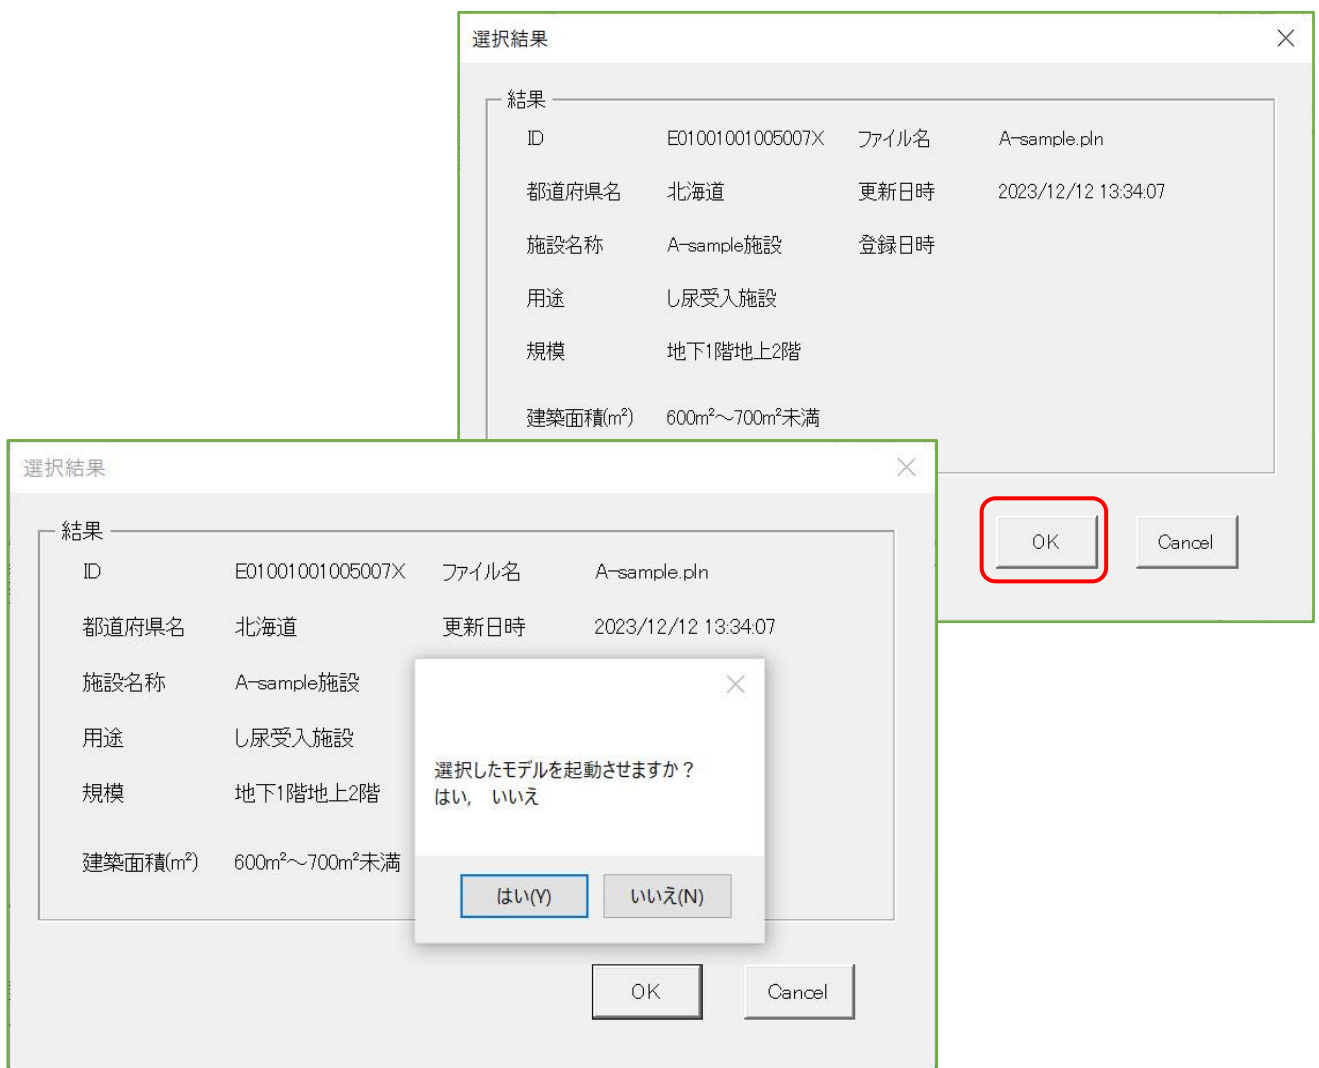 選択結果
結果
ID E01001001005007X ファイル名 A-sample.pln
都道府県名 北海道 更新日時 2023/12/12 13:34:07
施設名称 A-sample施設 登録日時
用途 し尿受入施設
規模 地下1階地上2階
建築面積(m²) 600m²～700m²未満
OK Cancel
選択結果
結果
ID E01001001005007X ファイル名 A-sample.pln
都道府県名 北海道 更新日時 2023/12/12 13:34:07
施設名称 A-sample施設
用途 し尿受入施設
規模 地下1階地上2階
建築面積(m²) 600m²～700m²未満
選択したモデルを起動させますか？
はい, いいえ
はい(Y) いいえ(N)
OK Cancel